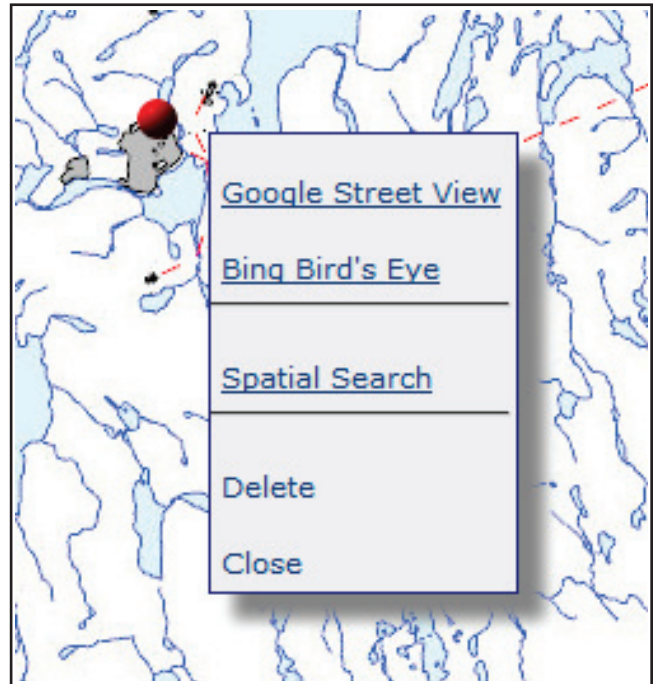 Google Street View
Bing Bird's Eye
Spatial Search
Delete
Close